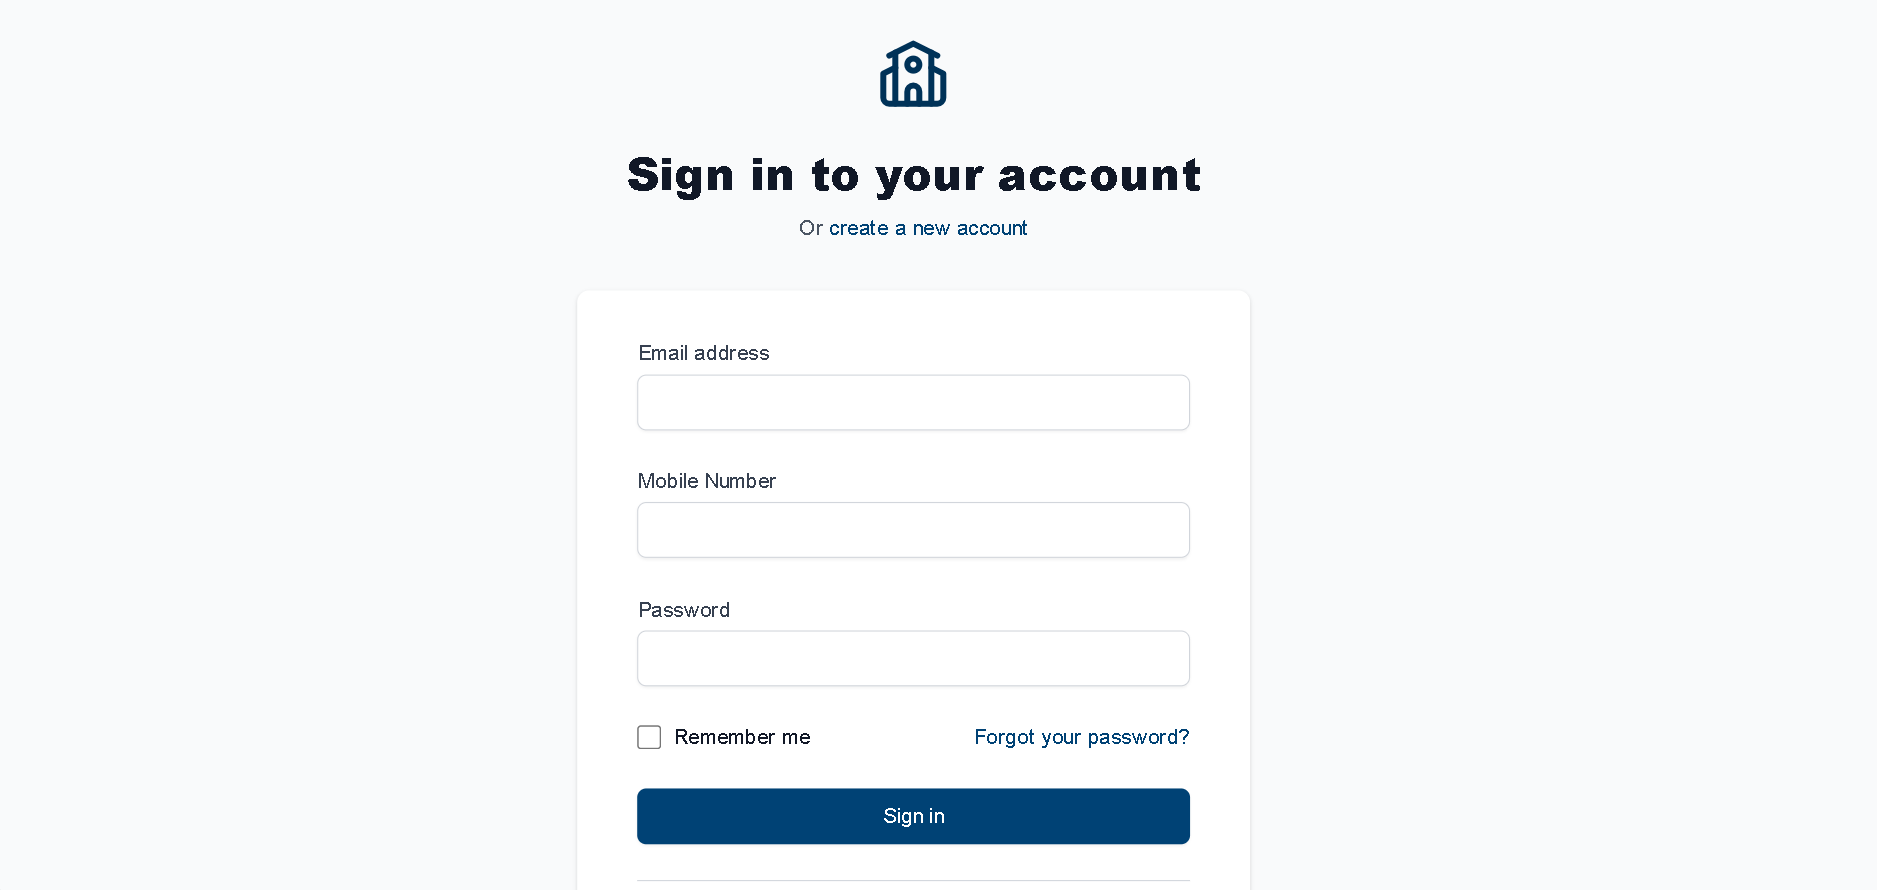 Sign in to your account
Or create a new account
Email address
Mobile Number
Password
Remember me
Forgot your password?
Sign in